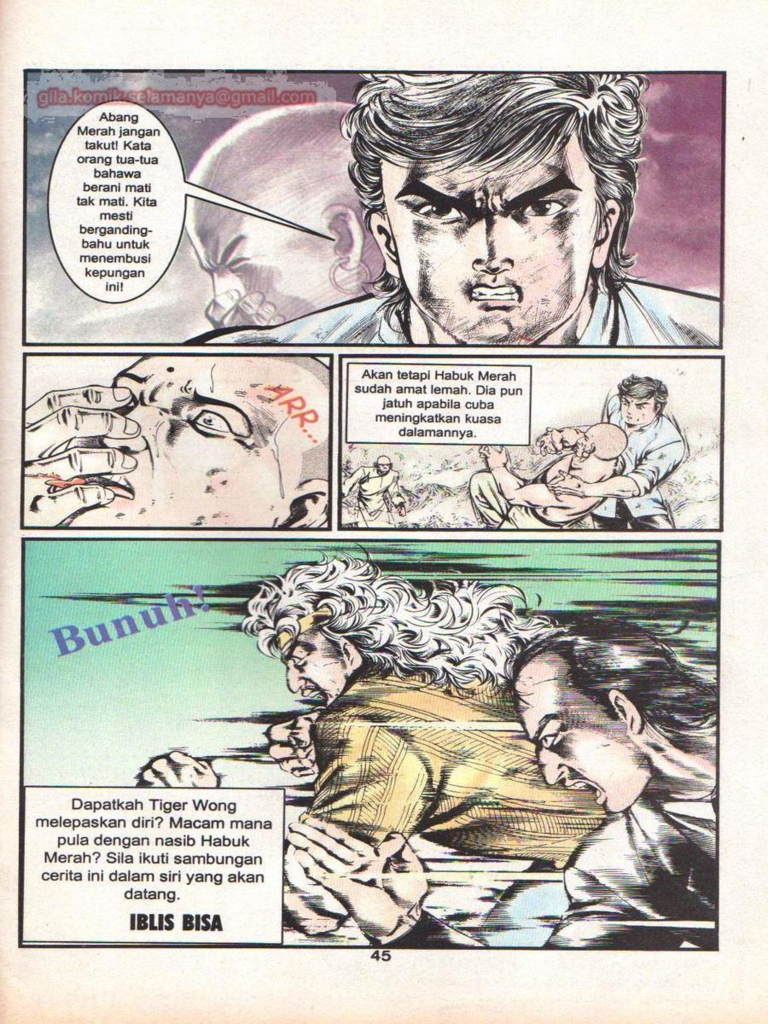 gila.komik.selamanya@gmail.com
Abang
Merah jangan
takut! Kata
orang tua-tua
bahawa
berani mati
tak mati. Kita
mesti
berganding-
bahu untuk
menembusi
kepungan
ini!
ARR...
Akan tetapi Habuk Merah
sudah amat lemah. Dia pun
jatuh apabila cuba
meningkatkan kuasa
dalamannya.
Bunuh!
Dapatkah Tiger Wong
melepaskan diri? Macam mana
pula dengan nasib Habuk
Merah? Sila ikuti sambungan
cerita ini dalam siri yang akan
datang.
IBLIS BISA
45